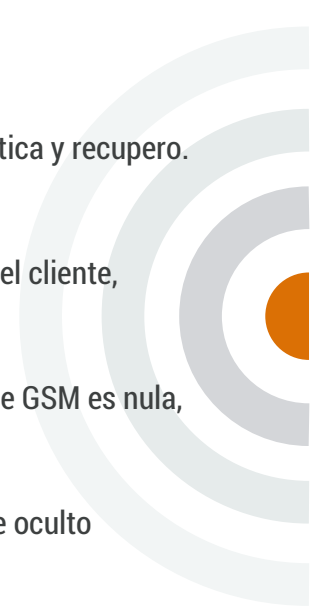 tica y recupero.
el cliente,
e GSM es nula,
e oculto